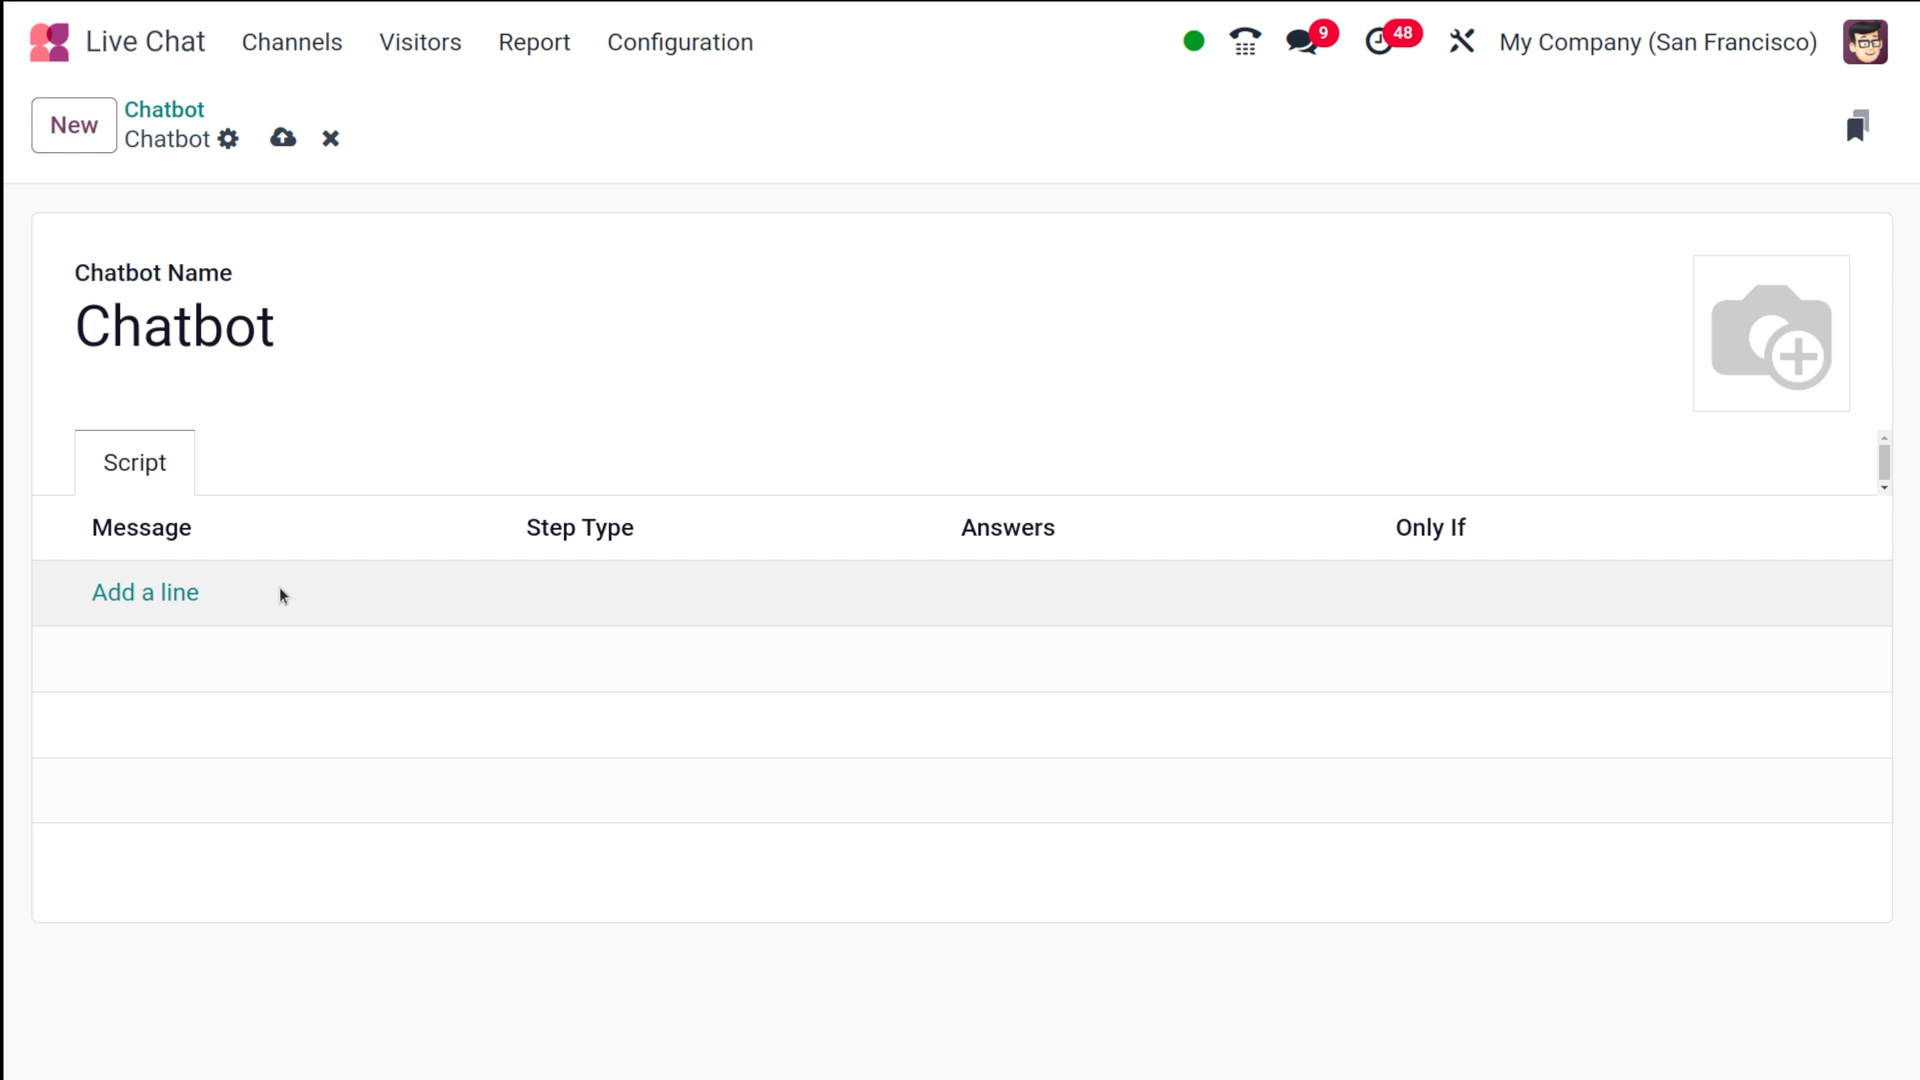 Live Chat Channels Visitors Report Configuration 9 48 My Company (San Francisco)
New
Chatbot
Chatbot
Chatbot Name
Chatbot
Script
Message Step Type Answers Only If
Add a line